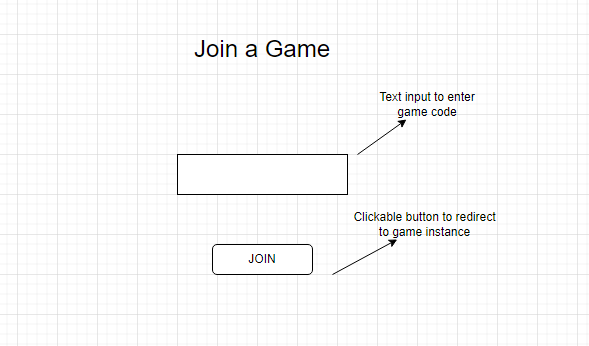 Join a Game
Text input to enter
game code
Clickable button to redirect
to game instance
JOIN